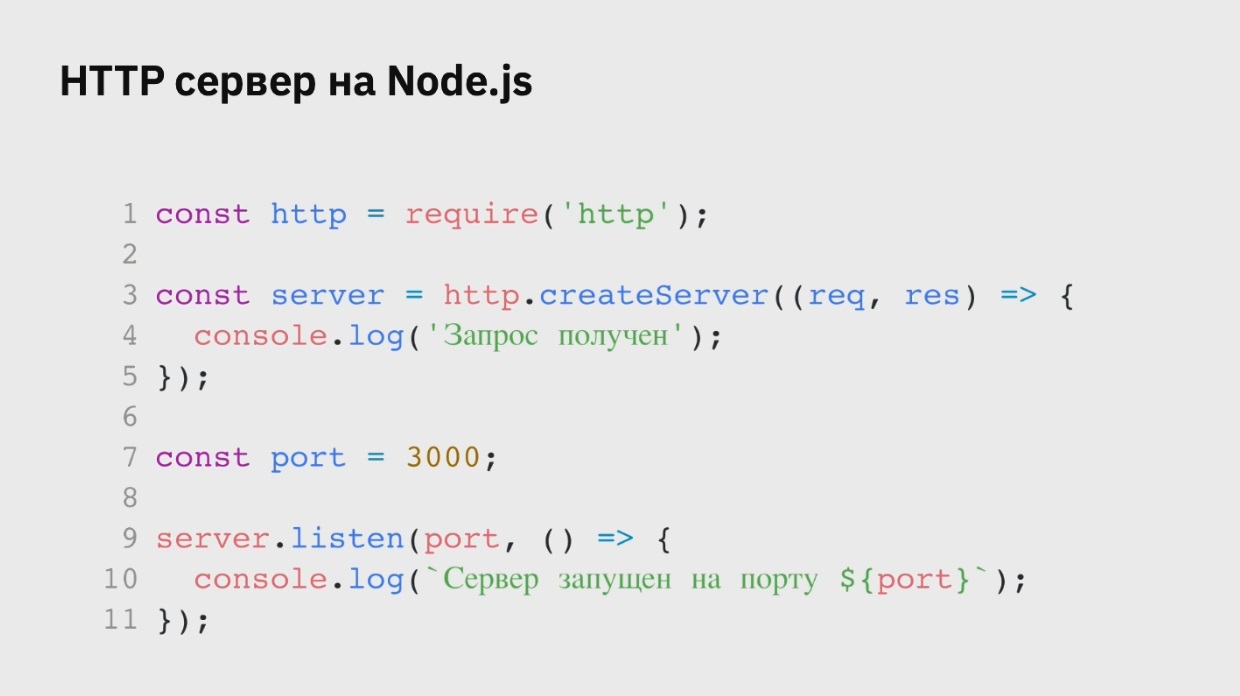 HTTP сервер на Node.js
1 const http = require('http');
2
3 const server = http.createServer((req, res) => {
4   console.log('Запрос получен');
5 });
6
7 const port = 3000;
8
9 server.listen(port, () => {
10   console.log(`Сервер запущен на порту ${port}`);
11 });